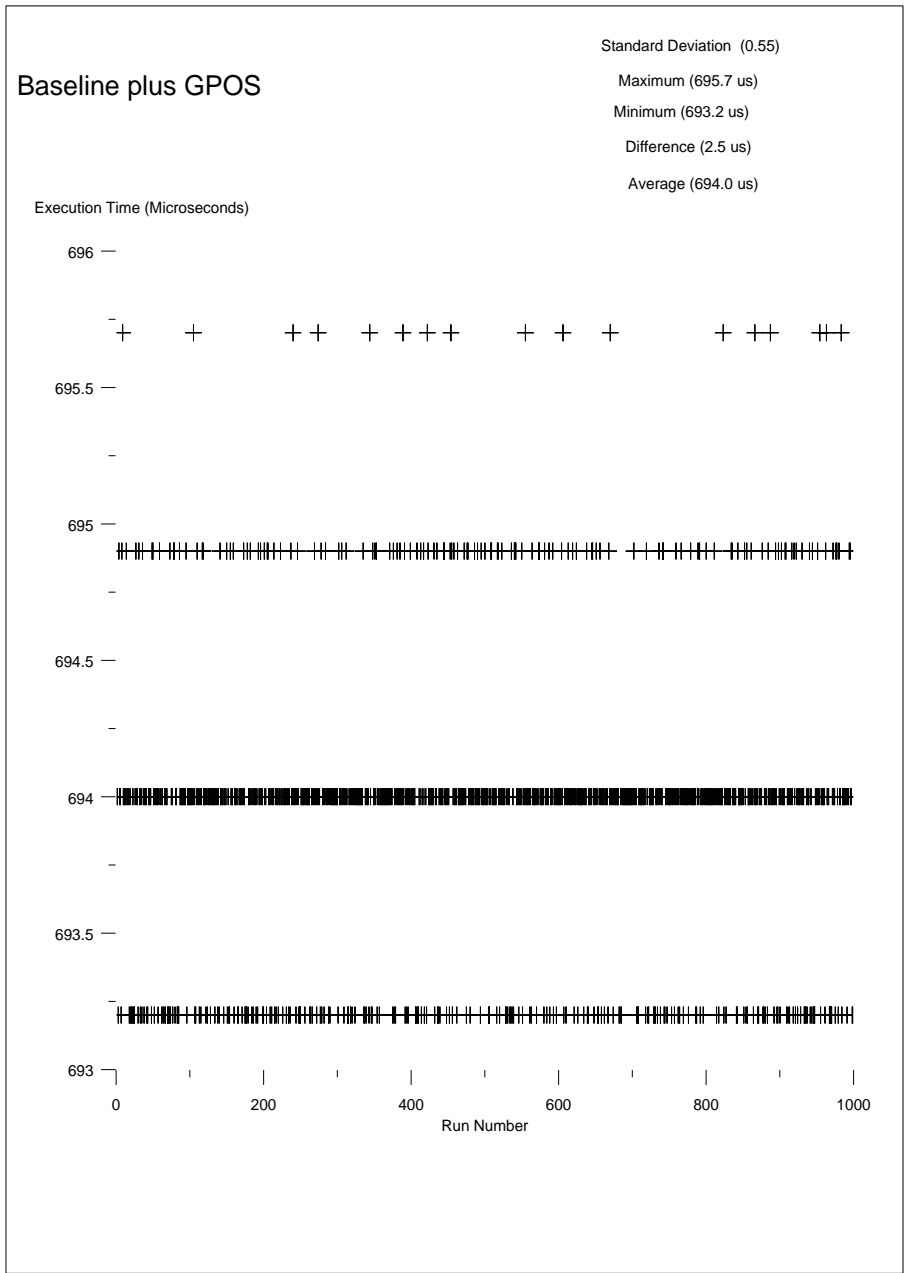 Standard Deviation (0.55)
Baseline plus GPOS
Maximum (695.7 us)
Minimum (693.2 us)
Difference (2.5 us)
Average (694.0 us)
Execution Time (Microseconds)
696
695.5
695
694.5
694
693.5
693
0 200 400 600 800 1000
Run Number